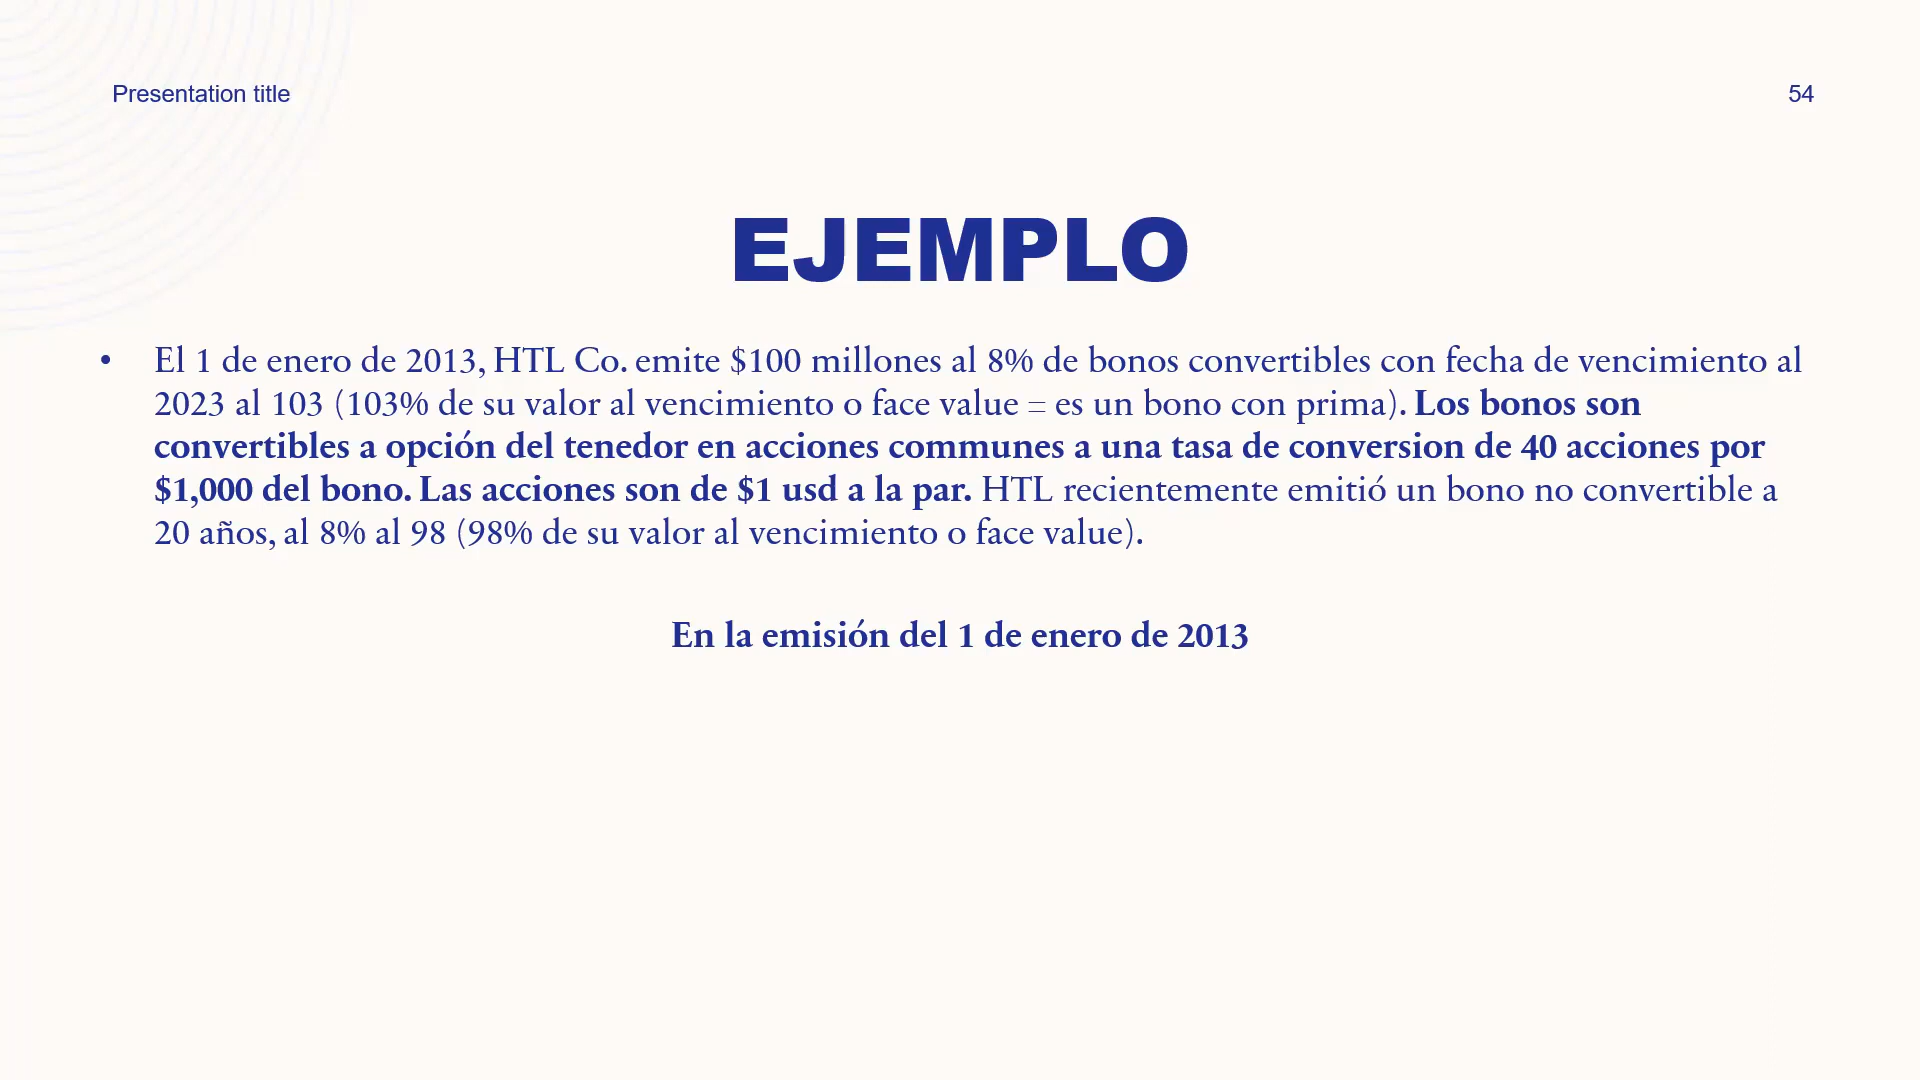 Presentation title
54
EJEMPLO
• El 1 de enero de 2013, HTL Co. emite $100 millones al 8% de bonos convertibles con fecha de vencimiento al
2023 al 103 (103% de su valor al vencimiento o face value = es un bono con prima). Los bonos son
convertibles a opción del tenedor en acciones communes a una tasa de conversion de 40 acciones por
$1,000 del bono. Las acciones son de $1 usd a la par. HTL recientemente emitió un bono no convertible a
20 años, al 8% al 98 (98% de su valor al vencimiento o face value).
En la emisión del 1 de enero de 2013